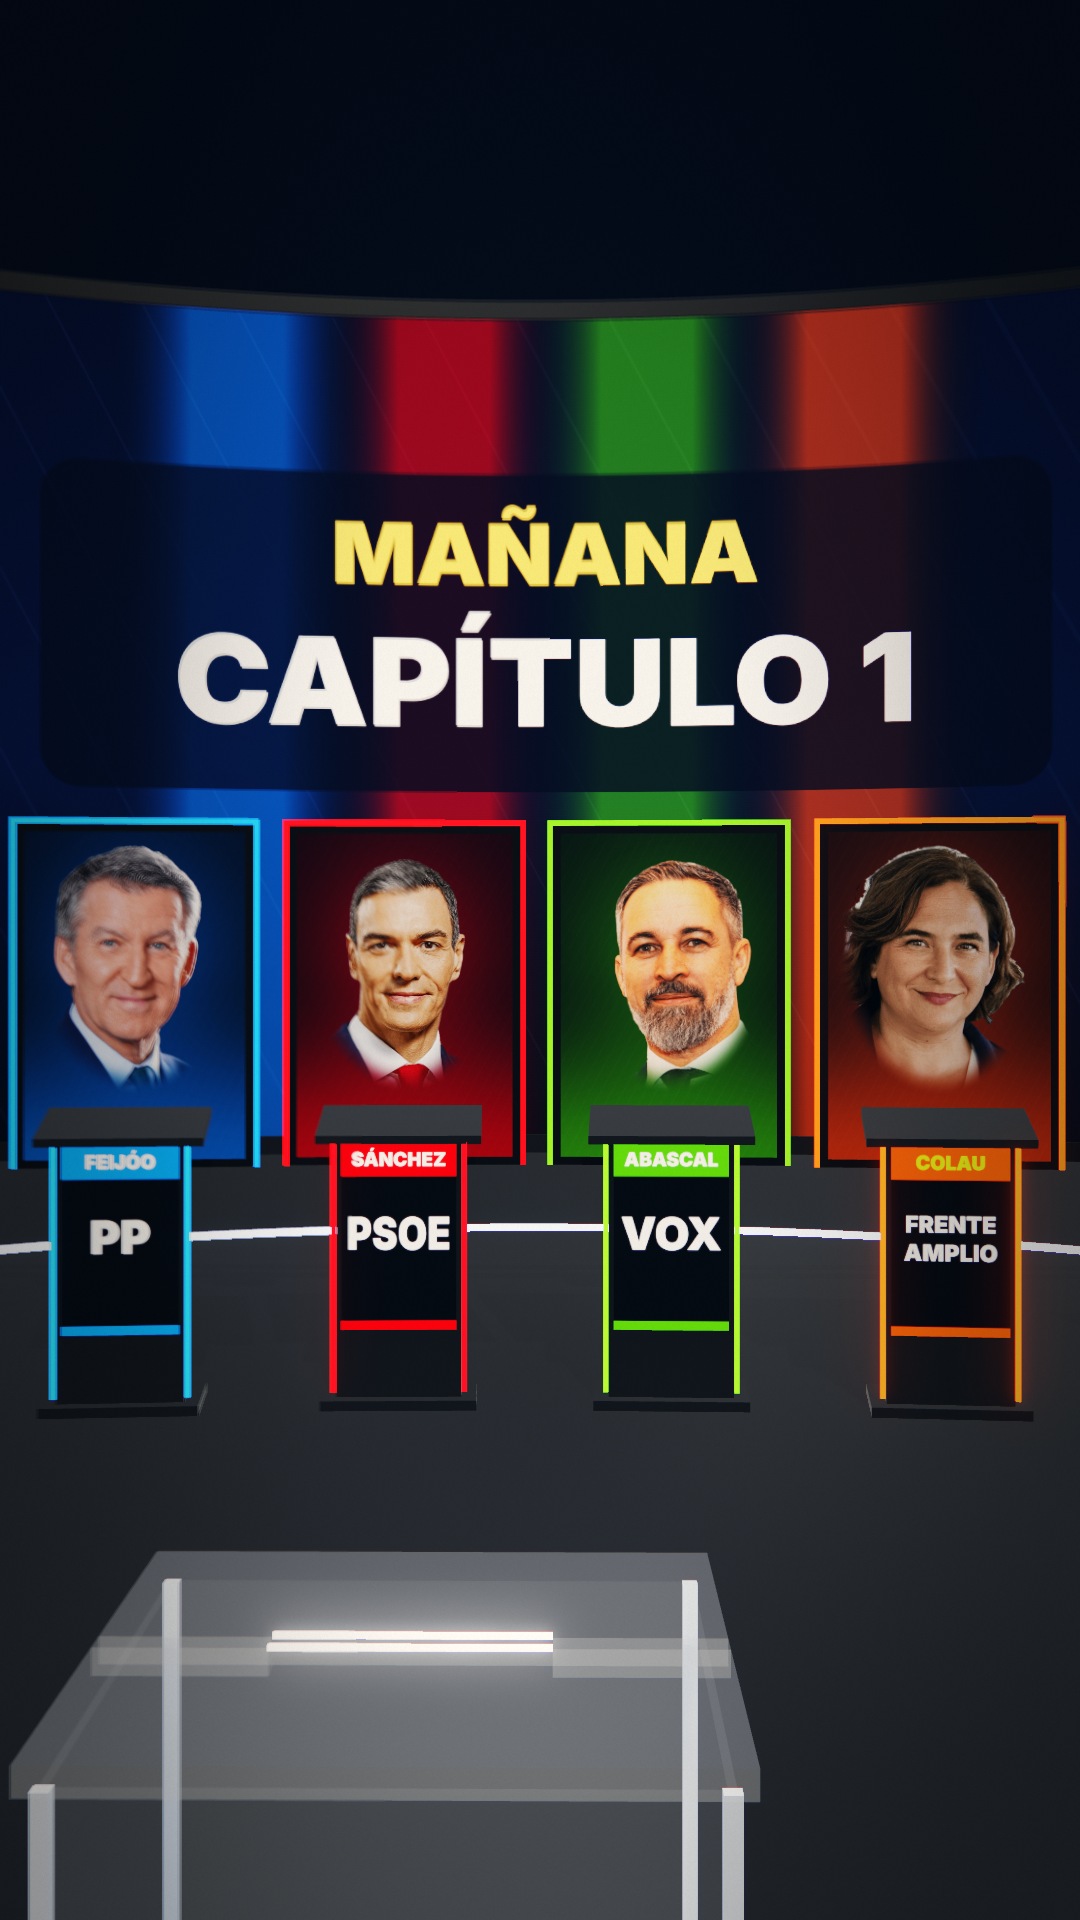 MAÑANA
CAPÍTULO 1
FEIJÓO
SÁNCHEZ
ABASCAL
COLAU
PP
PSOE
VOX
FRENTE
AMPLIO